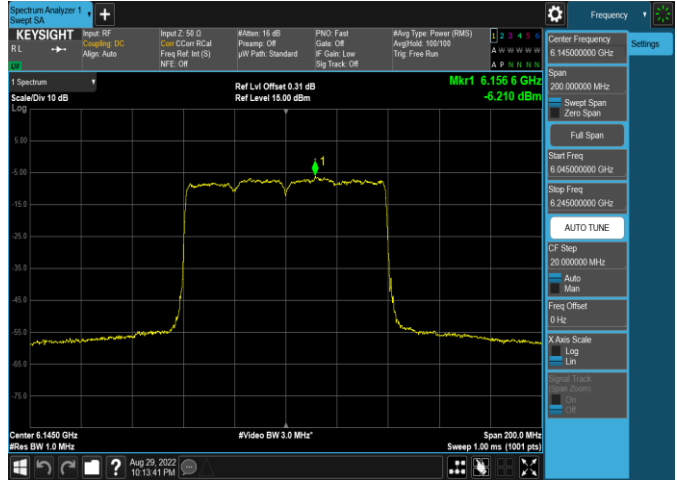 Spectrum Analyzer 1
Swept SA
Frequency
KEYSIGHT
RL
Input: RF
Coupling: DC
Align: Auto
Input Z: 50 Ω
Corr CCorr RCal
Freq Ref: Int (S)
NFE: Off
#Atten: 16 dB
Preamp: Off
µW Path: Standard
PNO: Fast
Gate: Off
IF Gain: Low
Sig Track: Off
#Avg Type: Power (RMS)
Avg|Hold: 100/100
Trig: Free Run
1 2 3 4 5 6
A W W W W W
A P N N N N
1 Spectrum
Scale/Div 10 dB
Log
Ref Lvl Offset 0.31 dB
Ref Level 15.00 dBm
Mkr1 6.156 6 GHz
-6.210 dBm
1
5.00
-5.00
-15.0
-25.0
-35.0
-45.0
-55.0
-65.0
-75.0
Center 6.1450 GHz
#Res BW 1.0 MHz
#Video BW 3.0 MHz*
Span 200.0 MHz
Sweep 1.00 ms (1001 pts)
Aug 29, 2022
10:13:41 PM
Settings
Center Frequency
6.145000000 GHz
Span
200.000000 MHz
Swept Span
Zero Span
Full Span
Start Freq
6.045000000 GHz
Stop Freq
6.245000000 GHz
AUTO TUNE
CF Step
20.000000 MHz
Auto
Man
Freq Offset
0 Hz
X Axis Scale
Log
Lin
Signal Track
(Span Zoom)
On
Off